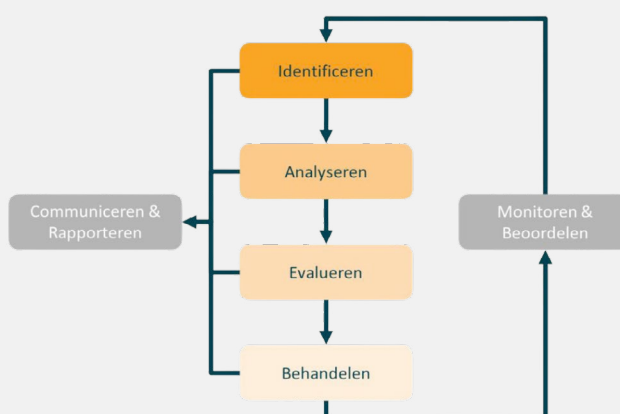 Identificeren
Analyseren
Communiceren &
Rapporteren
Monitoren &
Beoordelen
Evalueren
Behandelen